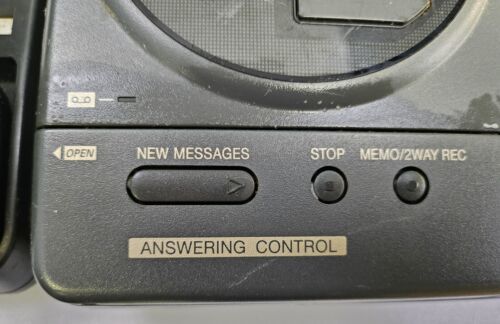 OPEN
NEW MESSAGES STOP MEMO/2WAY REC
ANSWERING CONTROL